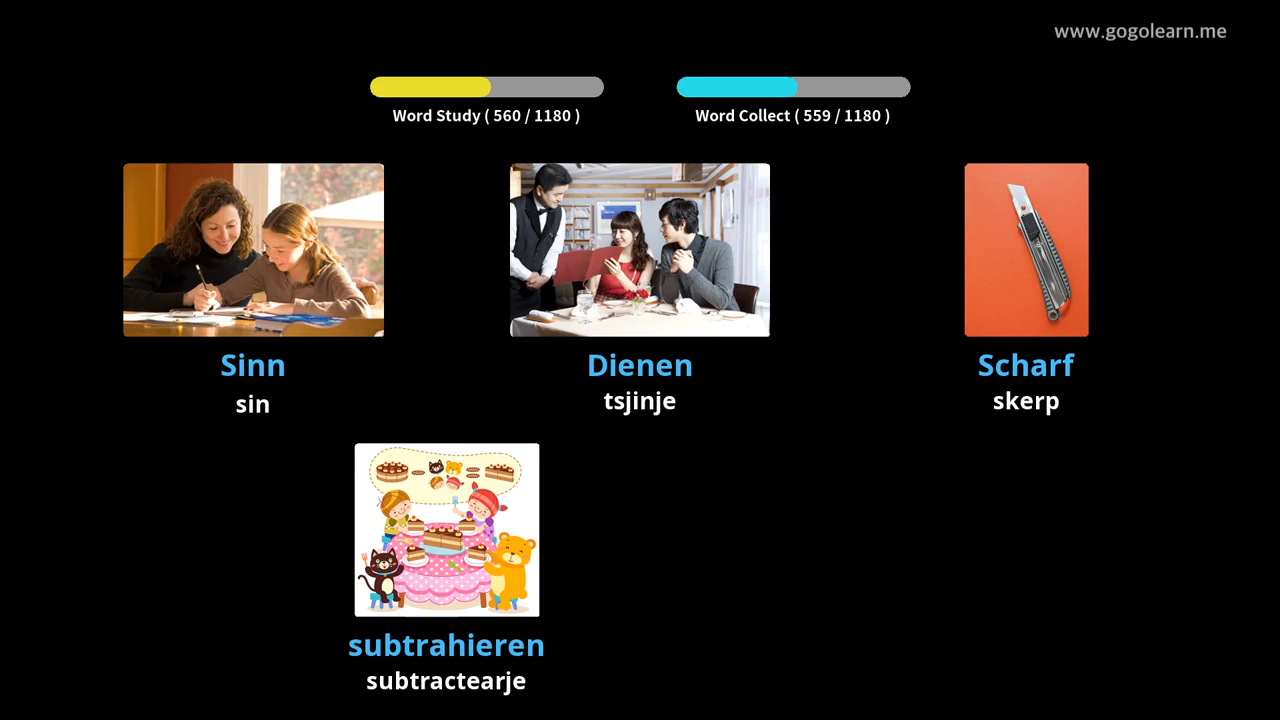 www.gogolearn.me
Word Study ( 560 / 1180 )
Word Collect ( 559 / 1180 )
Sinn
sin
Dienen
tsjinje
Scharf
skerp
subtrahieren
subtractearje